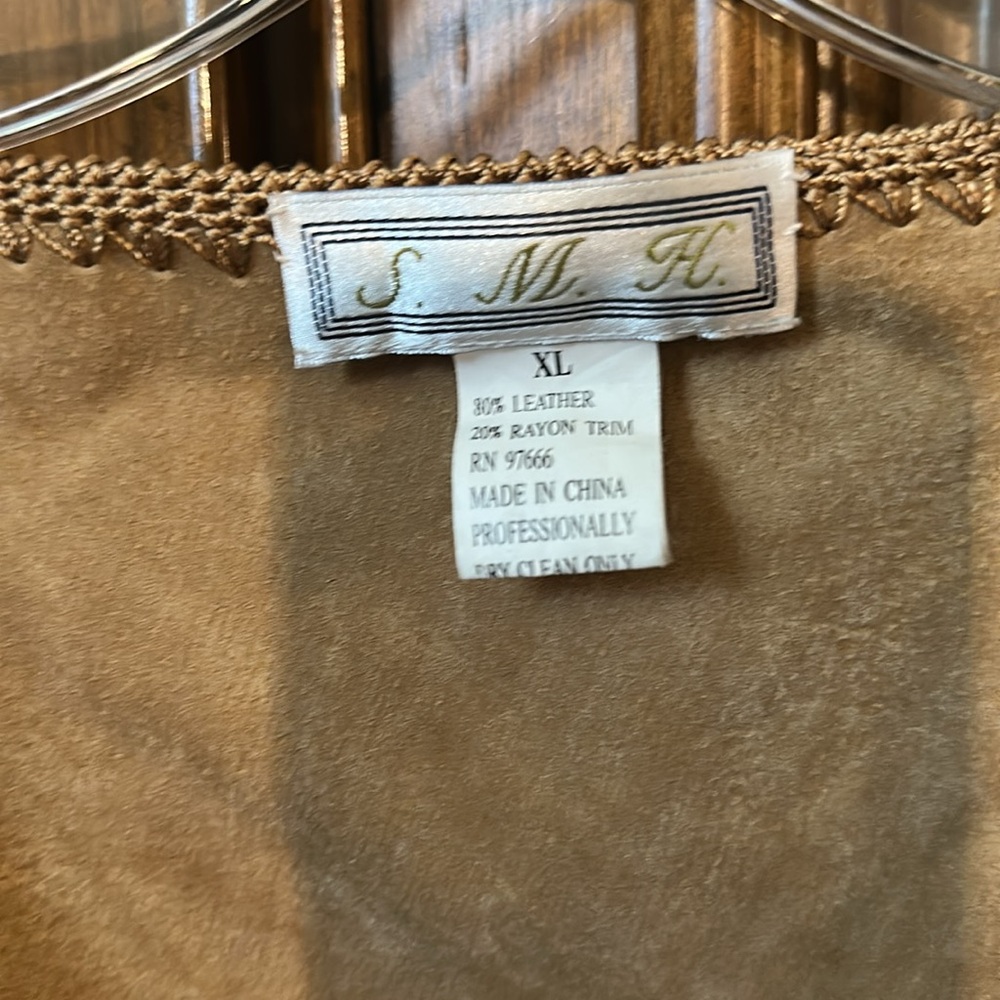 S. M. H.
XL
80% LEATHER
20% RAYON TRIM
RN 97666
MADE IN CHINA
PROFESSIONALLY
DRY CLEAN ONLY